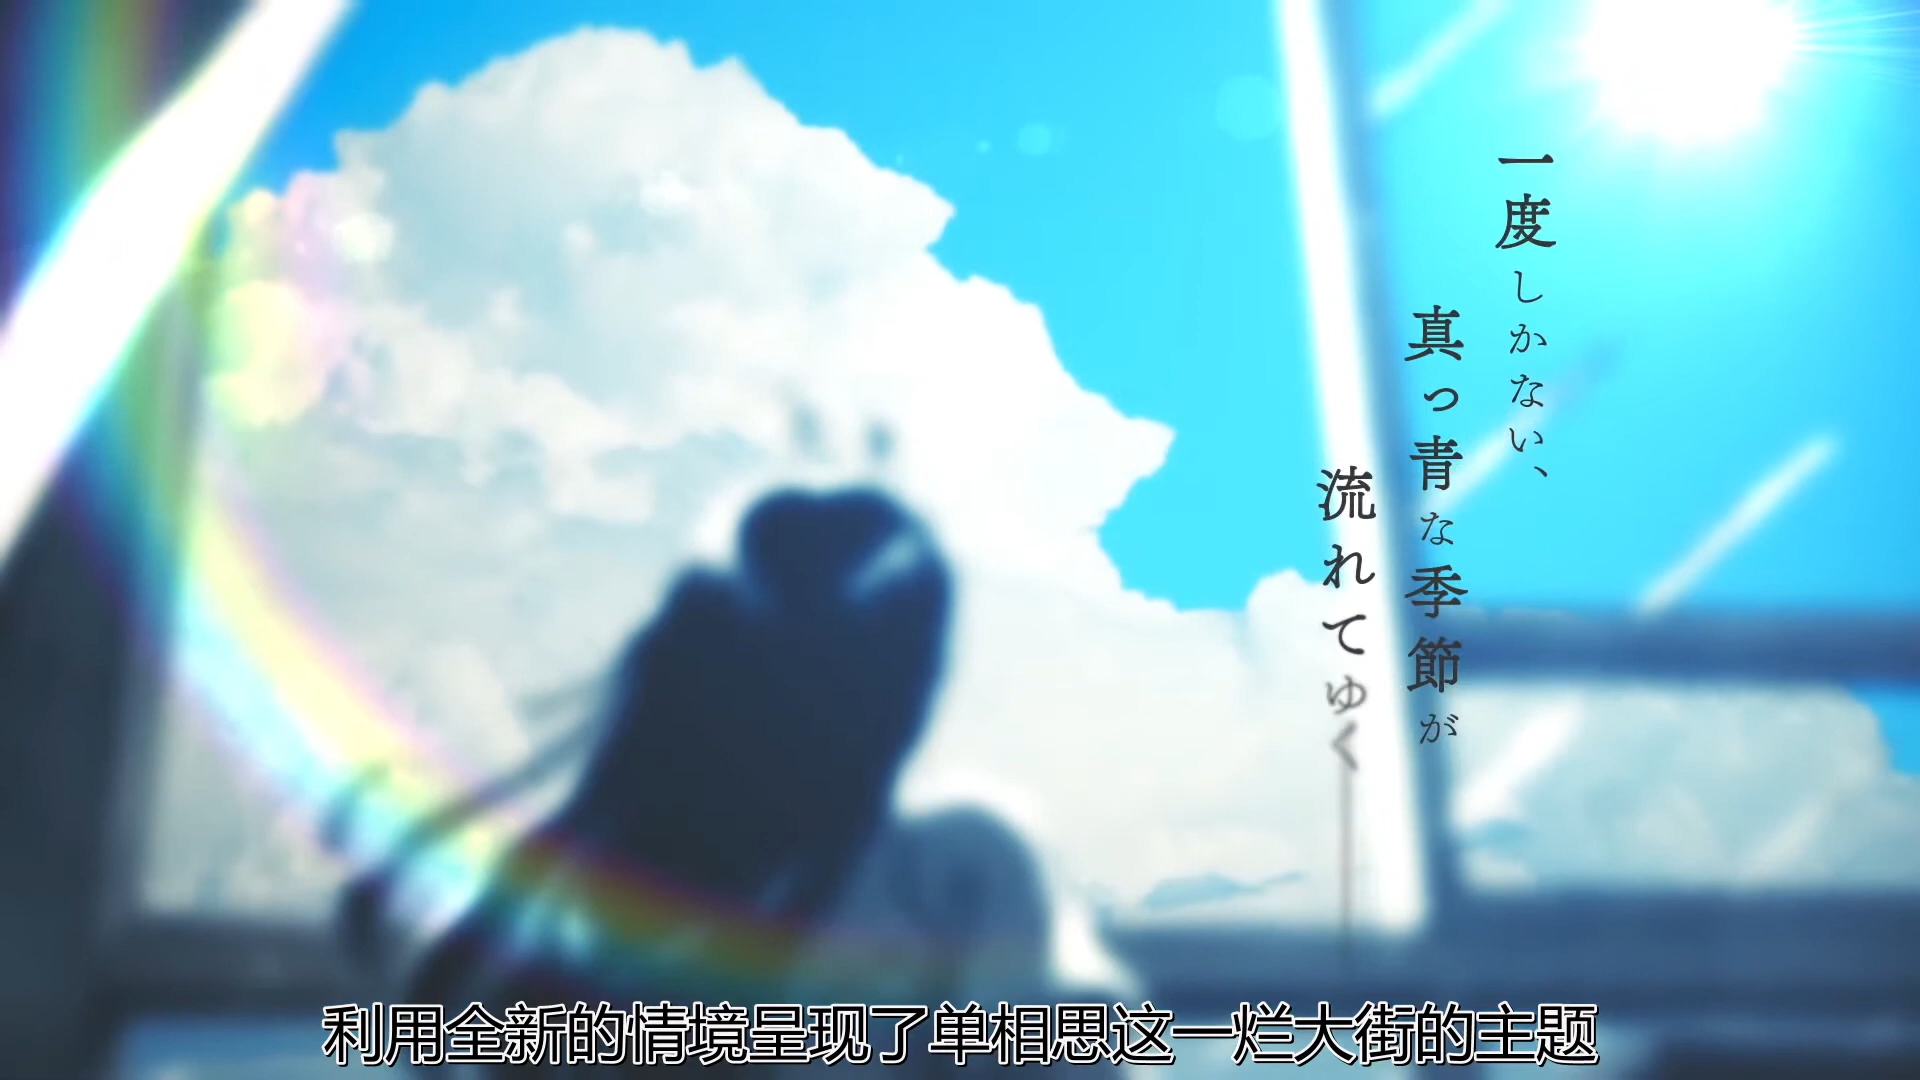 一度しかない、
真っ青な季節が
流れてゆく
利用全新的情境呈现了单相思这一烂大街的主题